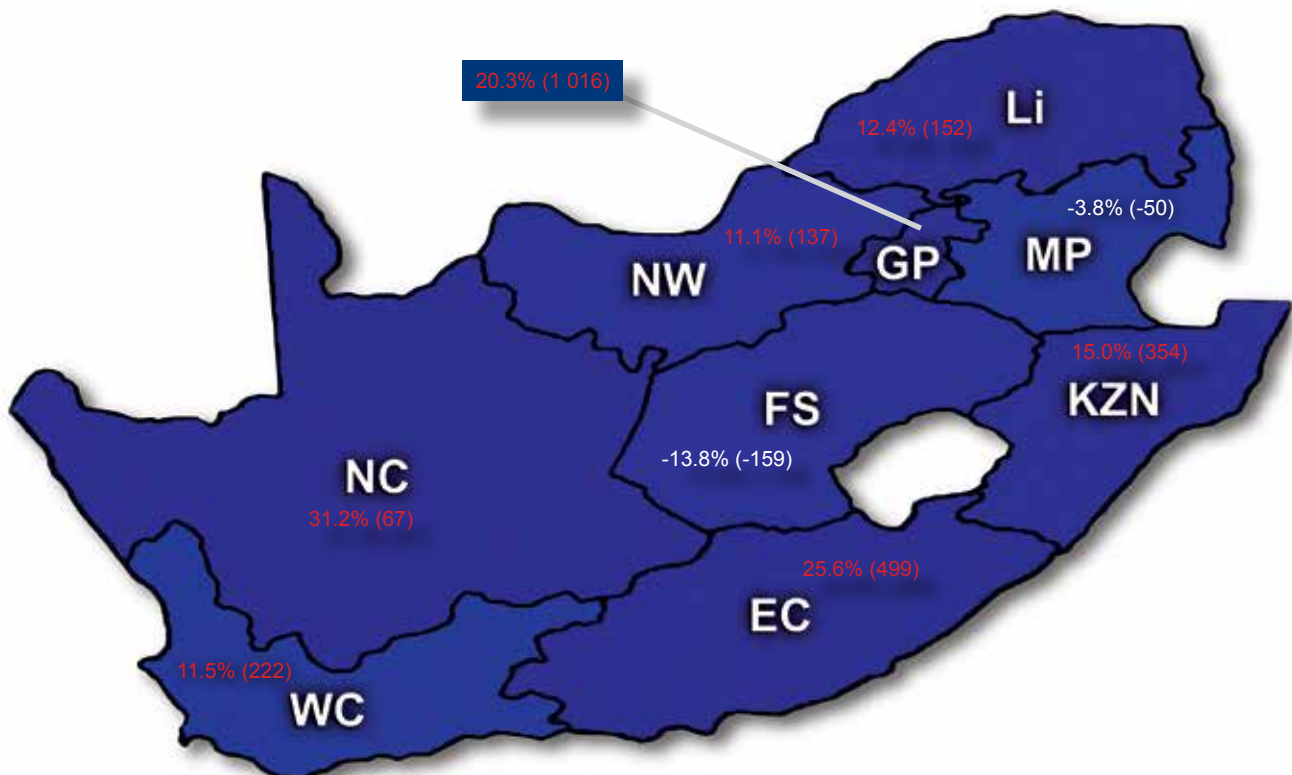 20.3% (1 016)
Li
12.4% (152)
-3.8% (-50)
11.1% (137)
GP
MP
NW
15.0% (354)
FS
KZN
-13.8% (-159)
NC
31.2% (67)
25.6% (499)
EC
11.5% (222)
WC